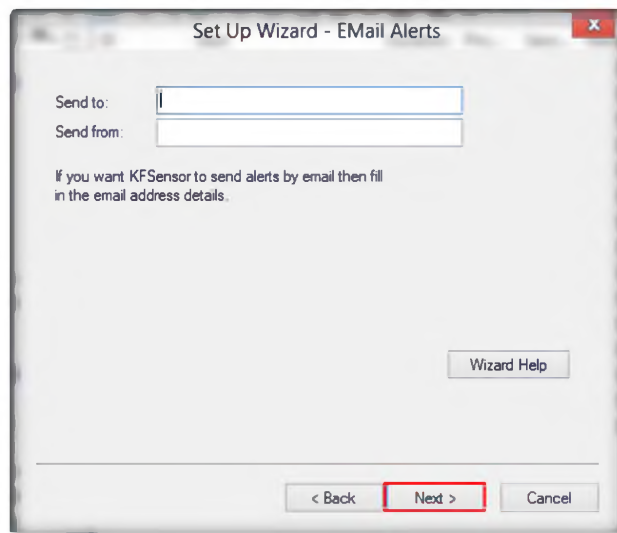 Set Up Wizard - EMail Alerts
x
Send to:
Send from:
If you want KFSensor to send alerts by email then fill
in the email address details.
Wizard Help
< Back Next > Cancel